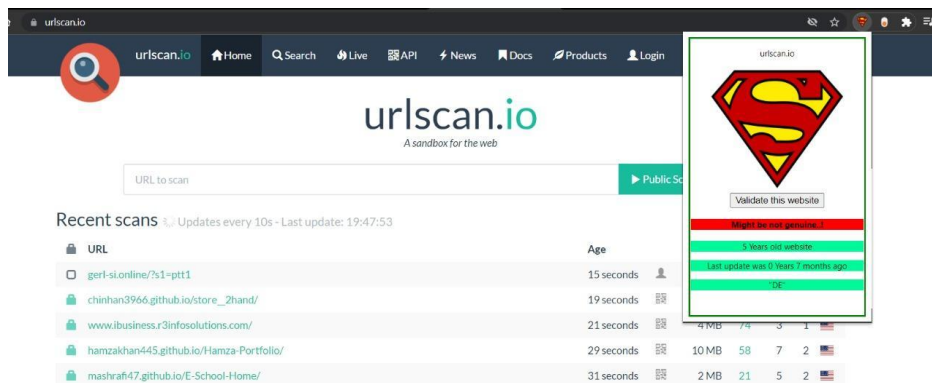 urlscan.io
urlscan.io Home Search Live API News Docs Products Login
urlscan.io
A sandbox for the web
URL to scan Public Sc
Recent scans Updates every 10s - Last update: 19:47:53
URL Age
gerl-si.online/?s1=ptt1 15 seconds
chinhan3966.github.io/store_2hand/ 19 seconds
www.ibusiness.r3infosolutions.com/ 21 seconds 4 MB 74 3 1
hamzakhan445.github.io/Hamza-Portfolio/ 29 seconds 10 MB 58 7 2
mashrafi47.github.io/E-School-Home/ 31 seconds 2 MB 21 5 2
urlscan.io
S
Validate this website
Might be not genuine..!
5 Years old website
Last update was 0 Years 7 months ago
"DE"